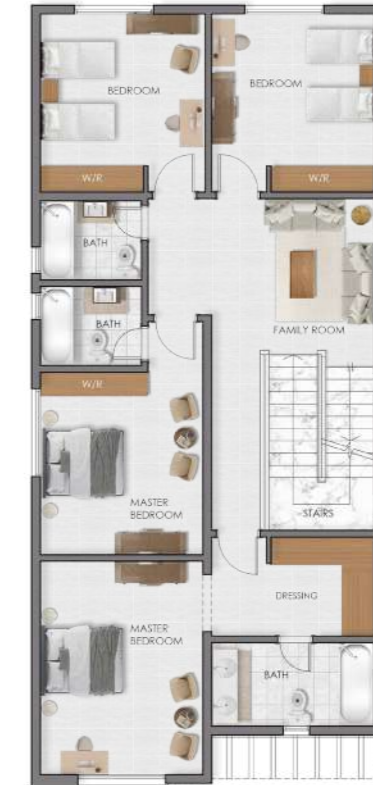 BEDROOM
BEDROOM
W/R
W/R
BATH
BATH
FAMILY ROOM
W/R
MASTER
BEDROOM
STAIRS
DRESSING
MASTER
BEDROOM
BATH